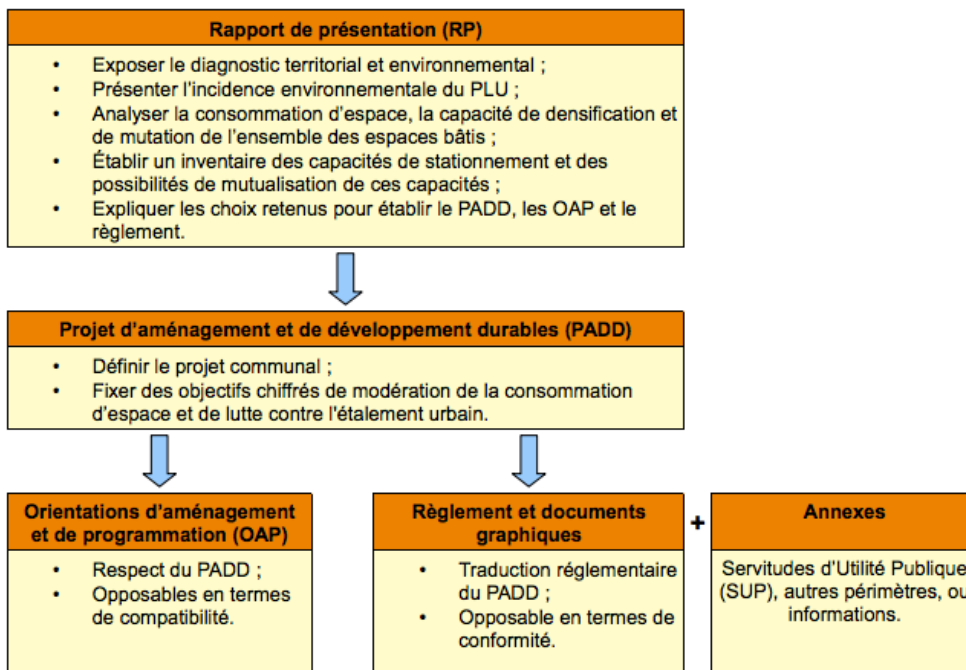 Rapport de présentation (RP)
• Exposer le diagnostic territorial et environnemental ;
• Présenter l'incidence environnementale du PLU ;
• Analyser la consommation d'espace, la capacité de densification et
de mutation de l'ensemble des espaces bâtis ;
• Établir un inventaire des capacités de stationnement et des
possibilités de mutualisation de ces capacités ;
• Expliquer les choix retenus pour établir le PADD, les OAP et le
règlement.
Projet d'aménagement et de développement durables (PADD)
• Définir le projet communal ;
• Fixer des objectifs chiffrés de modération de la consommation
d'espace et de lutte contre l'étalement urbain.
Orientations d'aménagement
et de programmation (OAP)
• Respect du PADD ;
• Opposables en termes
de compatibilité.
Règlement et documents
graphiques
• Traduction réglementaire
du PADD ;
• Opposable en termes de
conformité.
+
Annexes
Servitudes d'Utilité Publique
(SUP), autres périmètres, ou
informations.